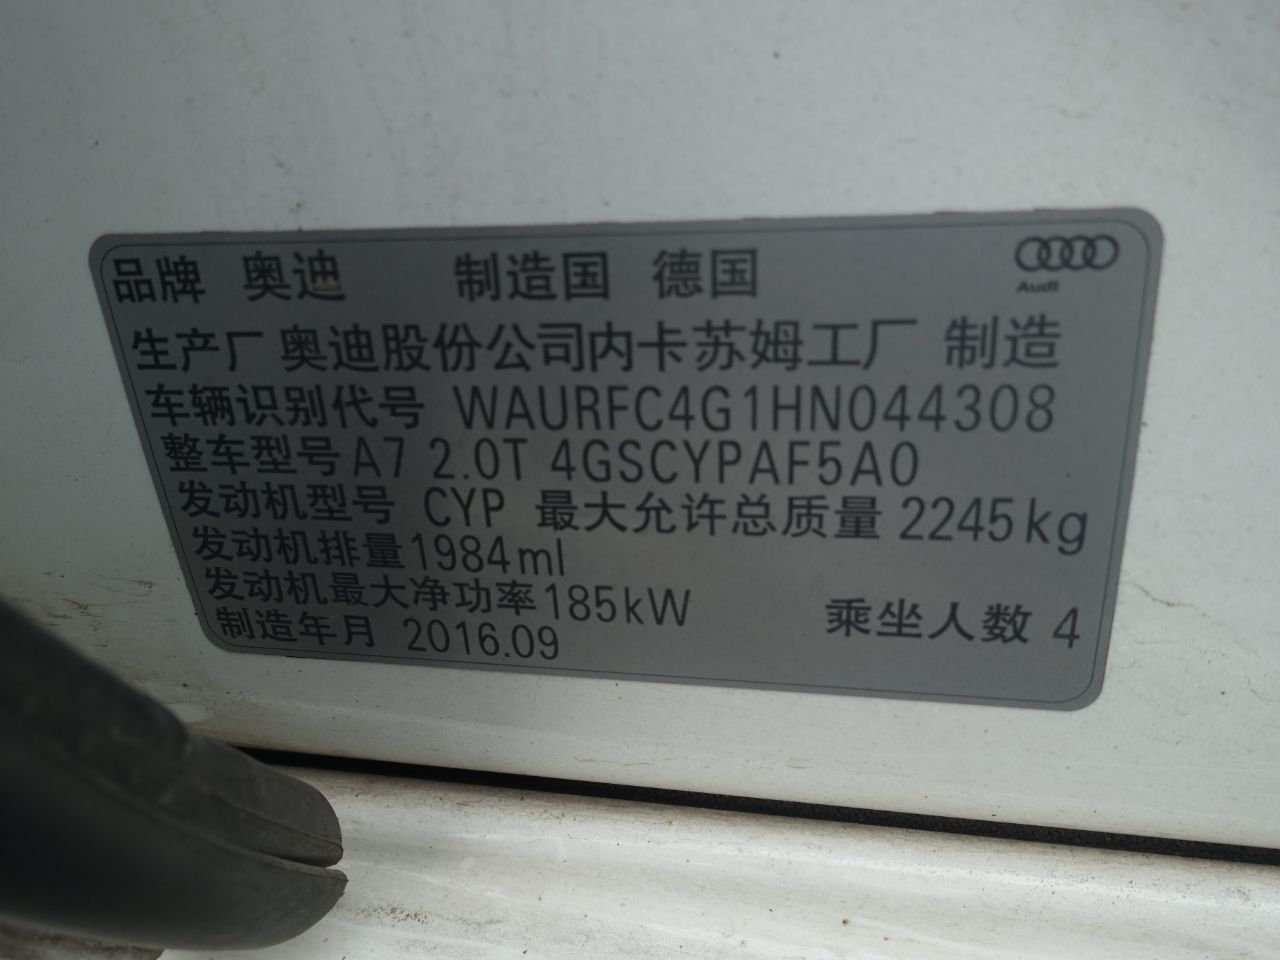 品牌 奥迪 制造国 德国
Audi
生产厂 奥迪股份公司内卡苏姆工厂 制造
车辆识别代号 WAURFC4G1HN044308
整车型号 A7 2.0T 4GSCYPAF5A0
发动机型号 CYP 最大允许总质量 2245kg
发动机排量 1984ml
发动机最大净功率 185kW 乘坐人数 4
制造年月 2016.09